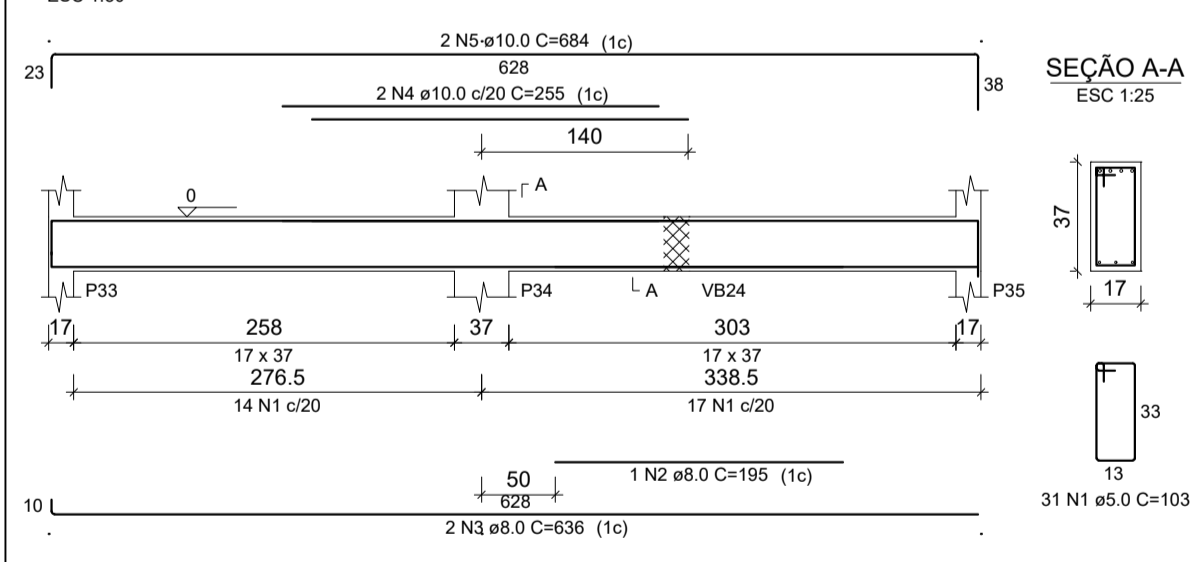 2 N5 ø10.0 C=684 (1c)
23
628
38
2 N4 ø10.0 c/20 C=255 (1c)
140
SEÇÃO A-A
ESC 1:25
0
A
37
17
P33
P34
A
VB24
P35
17
258
37
303
17
17 x 37
17 x 37
276.5
338.5
14 N1 c/20
17 N1 c/20
33
13
31 N1 ø5.0 C=103
1 N2 ø8.0 C=195 (1c)
50
10
628
2 N3 ø8.0 C=636 (1c)